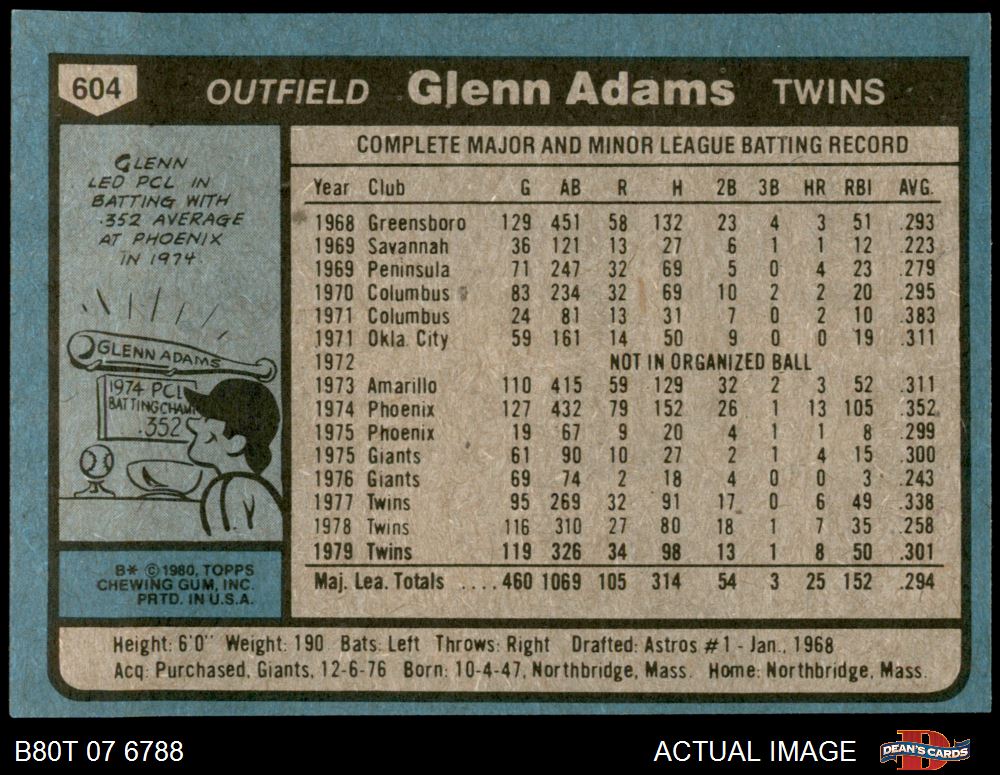 604 OUTFIELD Glenn Adams TWINS
GLENN
LED PCL IN
BATTING WITH
.352 AVERAGE
AT PHOENIX
IN 1974.
GLENN ADAMS
1974 PCL
BATTING CHAMP
.352
B* © 1980, TOPPS
CHEWING GUM, INC.
PRTD. IN U.S.A.
COMPLETE MAJOR AND MINOR LEAGUE BATTING RECORD
Year Club G AB R H 2B 3B HR RBI AVG.
1968 Greensboro 129 451 58 132 23 4 3 51 .293
1969 Savannah 36 121 13 27 6 1 1 12 .223
1969 Peninsula 71 247 32 69 5 0 4 23 .279
1970 Columbus 83 234 32 69 10 2 2 20 .295
1971 Columbus 24 81 13 31 7 0 2 10 .383
1971 Okla. City 59 161 14 50 9 0 0 19 .311
1972 NOT IN ORGANIZED BALL
1973 Amarillo 110 415 59 129 32 2 3 52 .311
1974 Phoenix 127 432 79 152 26 1 13 105 .352
1975 Phoenix 19 67 9 20 4 1 1 8 .299
1975 Giants 61 90 10 27 2 1 4 15 .300
1976 Giants 69 74 2 18 4 0 0 3 .243
1977 Twins 95 269 32 91 17 0 6 49 .338
1978 Twins 116 310 27 80 18 1 7 35 .258
1979 Twins 119 326 34 98 13 1 8 50 .301
Maj. Lea. Totals .... 460 1069 105 314 54 3 25 152 .294
Height: 6'0" Weight: 190 Bats: Left Throws: Right Drafted: Astros #1 - Jan., 1968
Acq: Purchased, Giants, 12-6-76 Born: 10-4-47, Northbridge, Mass. Home: Northbridge, Mass.
B80T 07 6788 ACTUAL IMAGE DEAN'S CARDS